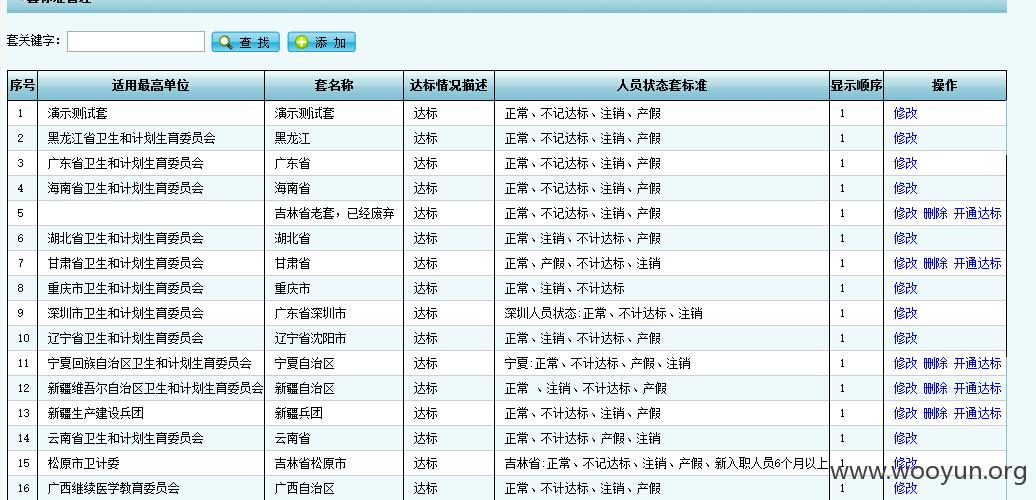 套关键字： 查 找 添 加
序号 适用最高单位 套名称 达标情况描述 人员状态套标准 显示顺序 操作
1 演示测试套 演示测试套 达标 正常、不记达标、注销、产假 1 修改
2 黑龙江省卫生和计划生育委员会 黑龙江 达标 正常、不记达标、注销、产假 1 修改
3 广东省卫生和计划生育委员会 广东省 达标 正常、不记达标、注销、产假 1 修改
4 海南省卫生和计划生育委员会 海南省 达标 正常、不记达标、注销、产假 1 修改
5 吉林省老套，已经废弃 达标 正常、不记达标、注销、产假 1 修改 删除 开通达标
6 湖北省卫生和计划生育委员会 湖北省 达标 正常、注销、不计达标、产假 1 修改
7 甘肃省卫生和计划生育委员会 甘肃省 达标 正常、产假、不计达标、注销 1 修改 删除 开通达标
8 重庆市卫生和计划生育委员会 重庆市 达标 正常、注销、不计达标 1 修改
9 深圳市卫生和计划生育委员会 广东省深圳市 达标 深圳人员状态:正常、不计达标、注销 1 修改
10 辽宁省卫生和计划生育委员会 辽宁省沈阳市 达标 正常、注销、不计达标、产假 1 修改
11 宁夏回族自治区卫生和计划生育委员会 宁夏自治区 达标 宁夏:正常、不计达标、产假、注销 1 修改 删除 开通达标
12 新疆维吾尔自治区卫生和计划生育委员会 新疆自治区 达标 正常 、注销、不计达标、产假 1 修改 删除 开通达标
13 新疆生产建设兵团 新疆兵团 达标 正常、不计达标、注销、产假 1 修改 删除 开通达标
14 云南省卫生和计划生育委员会 云南省 达标 正常、不计达标、产假、注销 1 修改
15 松原市卫计委 吉林省松原市 达标 吉林省:正常、不记达标、注销、产假、新入职人员6个月以上 1 修改
www.wooyun.org
16 广西继续医学教育委员会 广西自治区 达标 正常、不计达标、注销、产假 1 修改